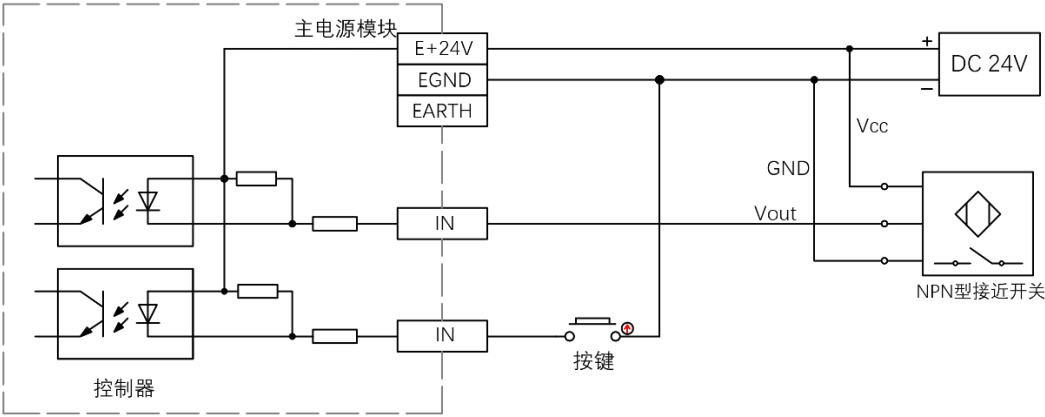 主电源模块
E+24V
EGND
EARTH
+
DC 24V
−
Vcc
GND
Vout
IN
NPN型接近开关
IN
按键
控制器